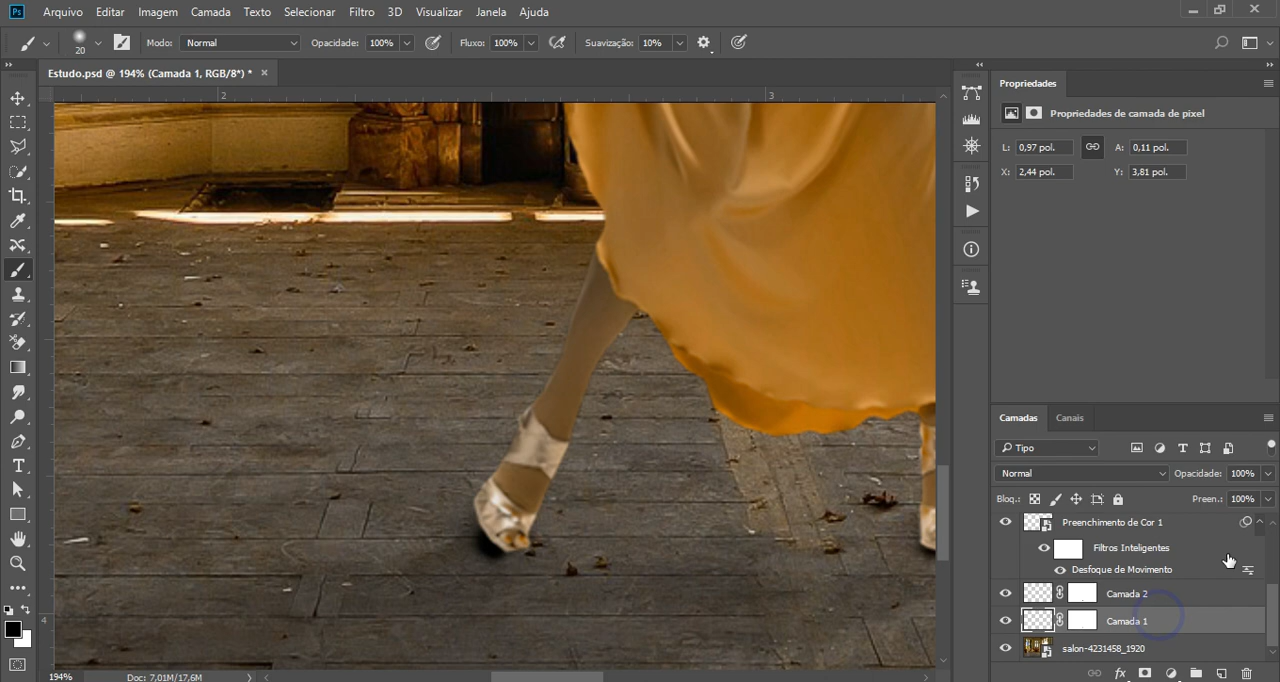 Ps Arquivo Editar Imagem Camada Texto Selecionar Filtro 3D Visualizar Janela Ajuda
20 Modo: Normal Opacidade: 100% Fluxo: 100% Suavização: 10%
Estudo.psd @ 194% (Camada 1, RGB/8*) * ×
2 3
4
Propriedades
Propriedades de camada de pixel
L: 0,97 pol. A: 0,11 pol.
X: 2,44 pol. Y: 3,81 pol.
Camadas Canais
Tipo
Normal Opacidade: 100%
Bloq.: Preen.: 100%
Preenchimento de Cor 1
Filtros Inteligentes
Desfoque de Movimento
Camada 2
Camada 1
salon-4231458_1920
fx
194% Doc: 7,01M/17,6M